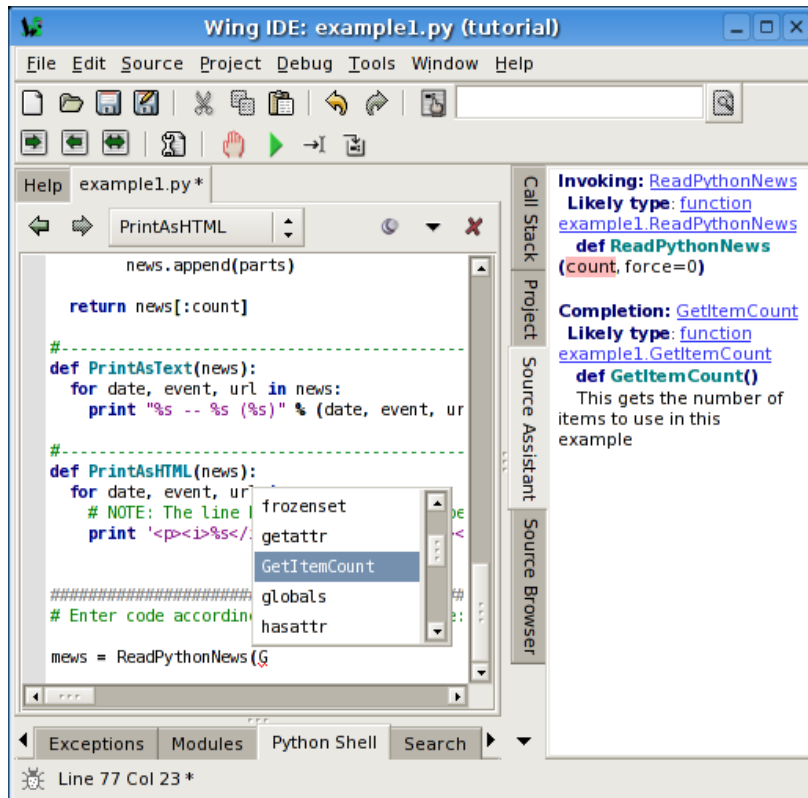 Wing IDE: example1.py (tutorial)
File Edit Source Project Debug Tools Window Help
Help example1.py*
PrintAsHTML
news.append(parts)
return news[:count]
#--------------------------------------------
def PrintAsText(news):
for date, event, url in news:
print "%s -- %s (%s)" % (date, event, ur
#--------------------------------------------
def PrintAsHTML(news):
for date, event, ur
# NOTE: The line
print '<p><i>%s</i
# Enter code accordin
mews = ReadPythonNews(G
frozenset
getattr
GetItemCount
globals
hasattr
Call Stack
Project
Source Assistant
Source Browser
Invoking: ReadPythonNews
Likely type: function
example1.ReadPythonNews
def ReadPythonNews
(count, force=0)
Completion: GetItemCount
Likely type: function
example1.GetItemCount
def GetItemCount()
This gets the number of
items to use in this
example
Exceptions Modules Python Shell Search
Line 77 Col 23 *